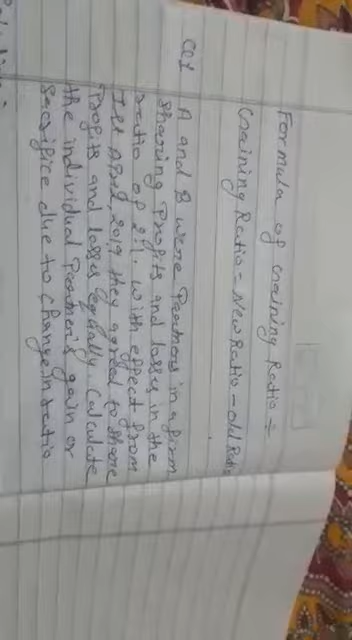 Formula of Gaining Ratio =
Gaining Ratio = New Ratio - Old Ratio
Q1 A and B were Partners in a firm
sharing Profits and losses in the
ratio of 2:1. with effect from
1st April, 2019 they agreed to share
Profits and losses equally. Calculate
the individual Partner's gain or
sacrifice due to change in ratio